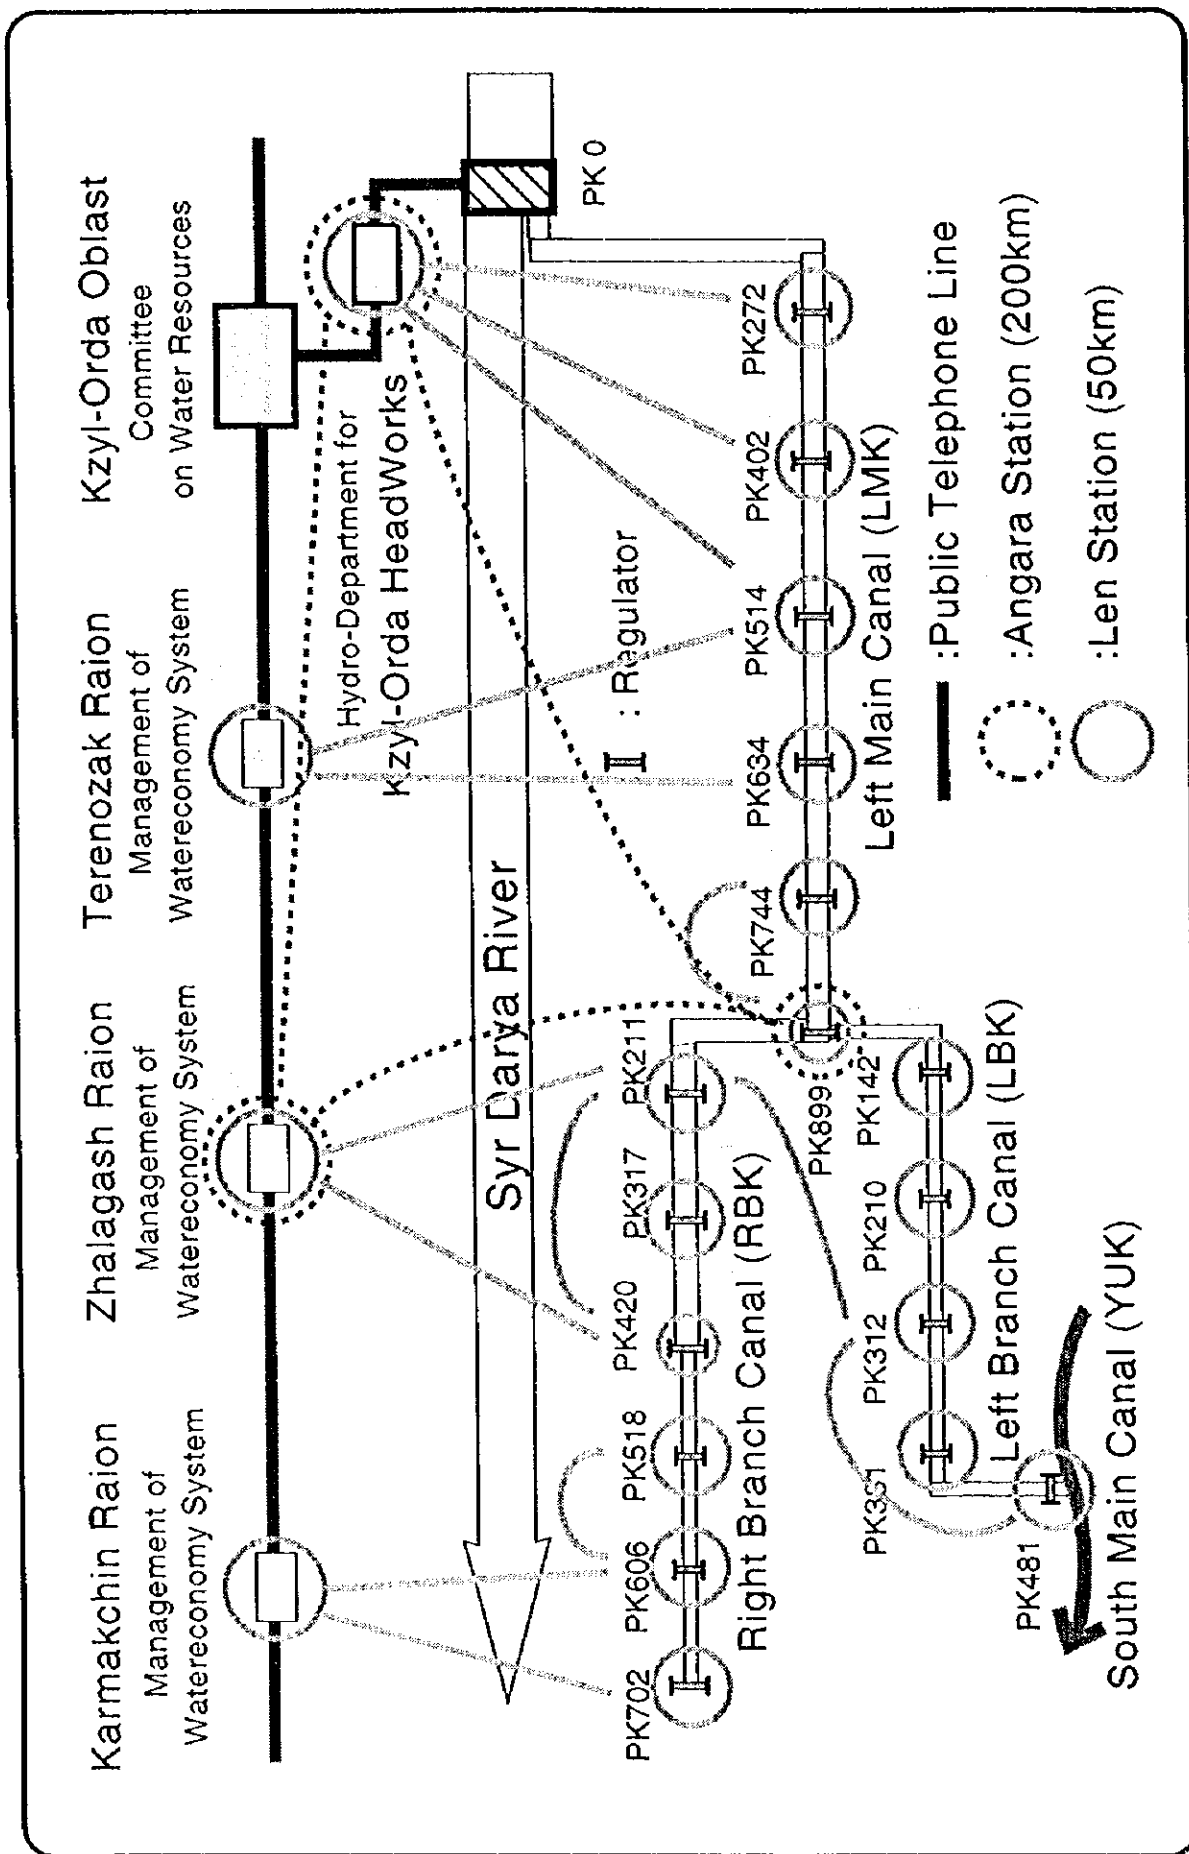 Karmakchin Raion
Management of
Watereconomy System
Zhalagash Raion
Management of
Watereconomy System
Terenozak Raion
Management of
Watereconomy System
Kzyl-Orda Oblast
Committee
on Water Resources
Hydro-Department for
Kzyl-Orda HeadWorks
Syr Darya River
PK 0
: Regulator
PK702
PK606
PK518
PK420
PK317
PK211
PK744
PK634
PK514
PK402
PK272
Right Branch Canal (RBK)
Left Main Canal (LMK)
PK899
PK142
PK210
PK312
PK481
Left Branch Canal (LBK)
South Main Canal (YUK)
:Public Telephone Line
:Angara Station (200km)
:Len Station (50km)